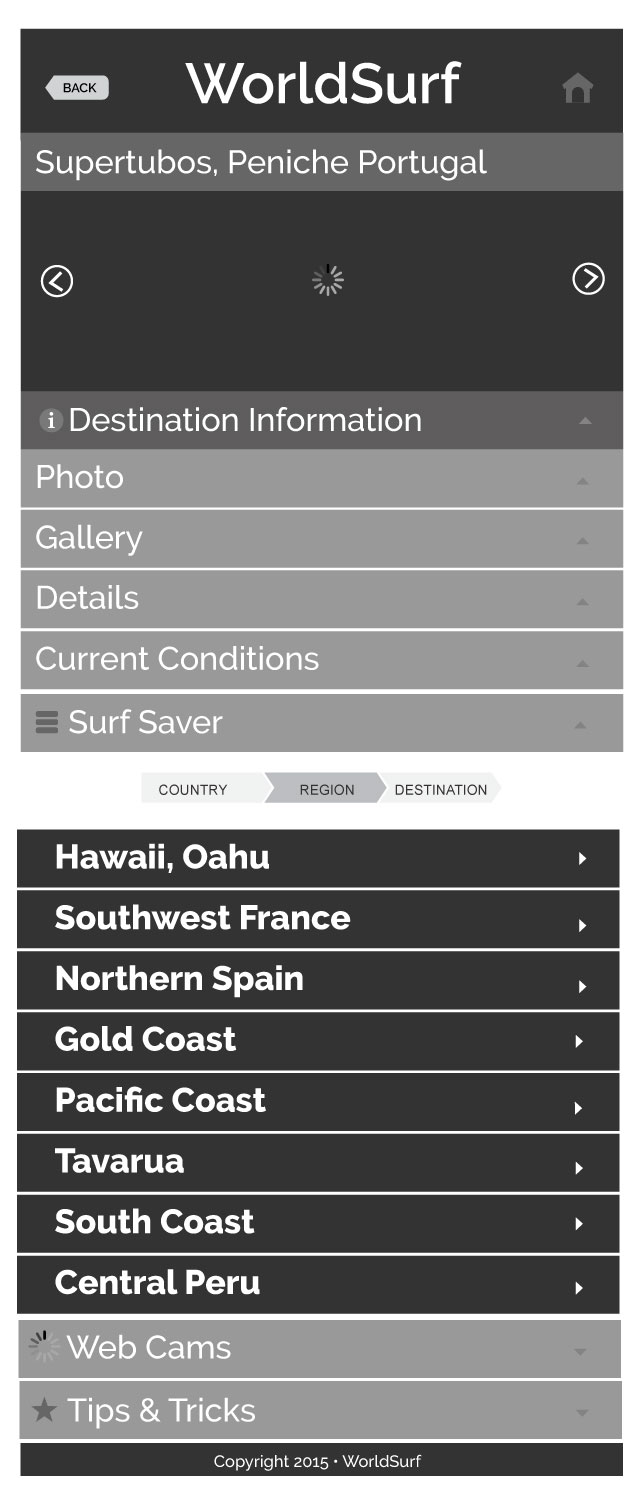 BACK
WorldSurf
Supertubos, Peniche Portugal
i Destination Information
Photo
Gallery
Details
Current Conditions
Surf Saver
COUNTRY REGION DESTINATION
Hawaii, Oahu
Southwest France
Northern Spain
Gold Coast
Pacific Coast
Tavarua
South Coast
Central Peru
Web Cams
Tips & Tricks
Copyright 2015 • WorldSurf